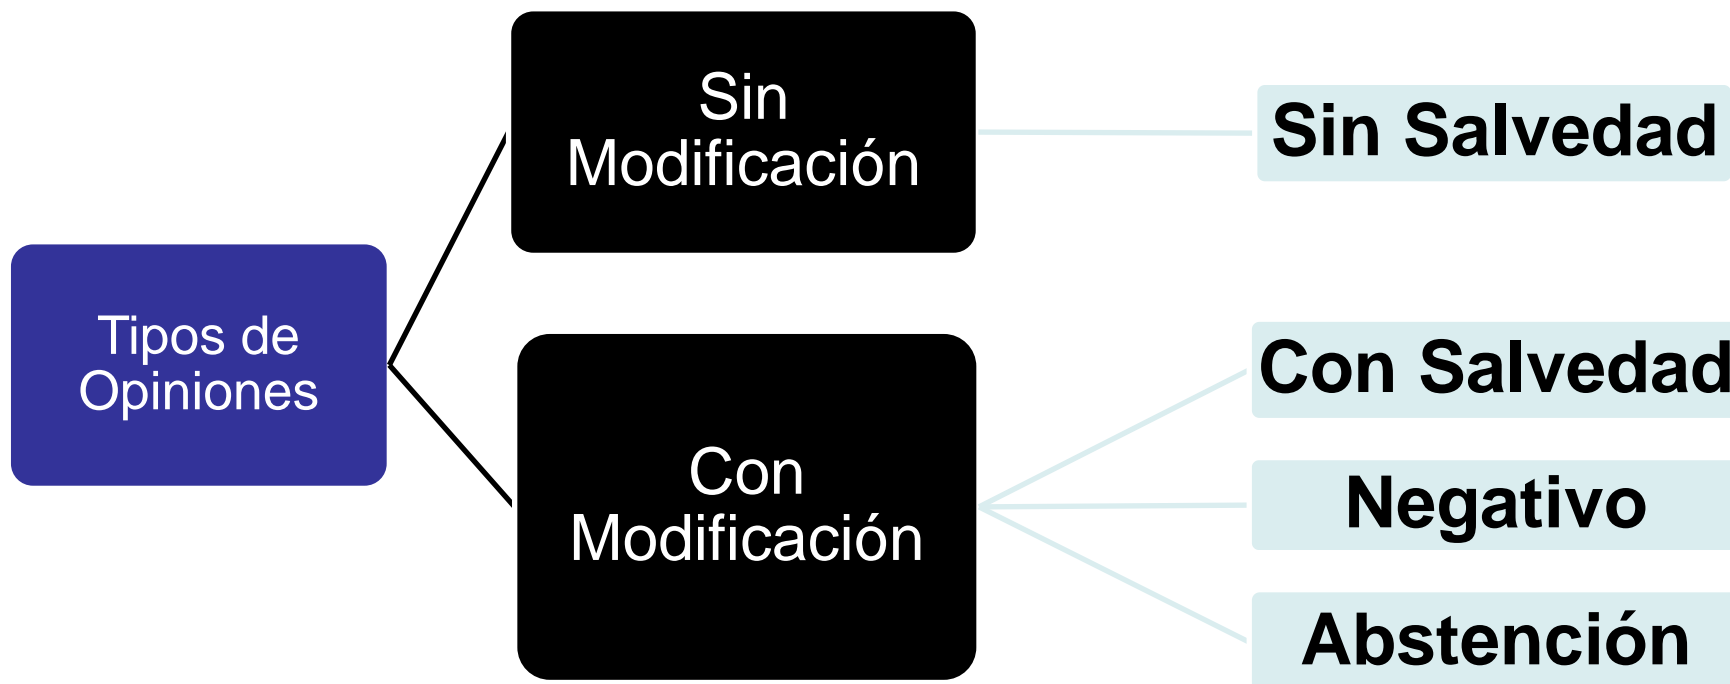 Tipos de
Opiniones
Sin
Modificación
Sin Salvedad
Con
Modificación
Con Salvedad
Negativo
Abstención